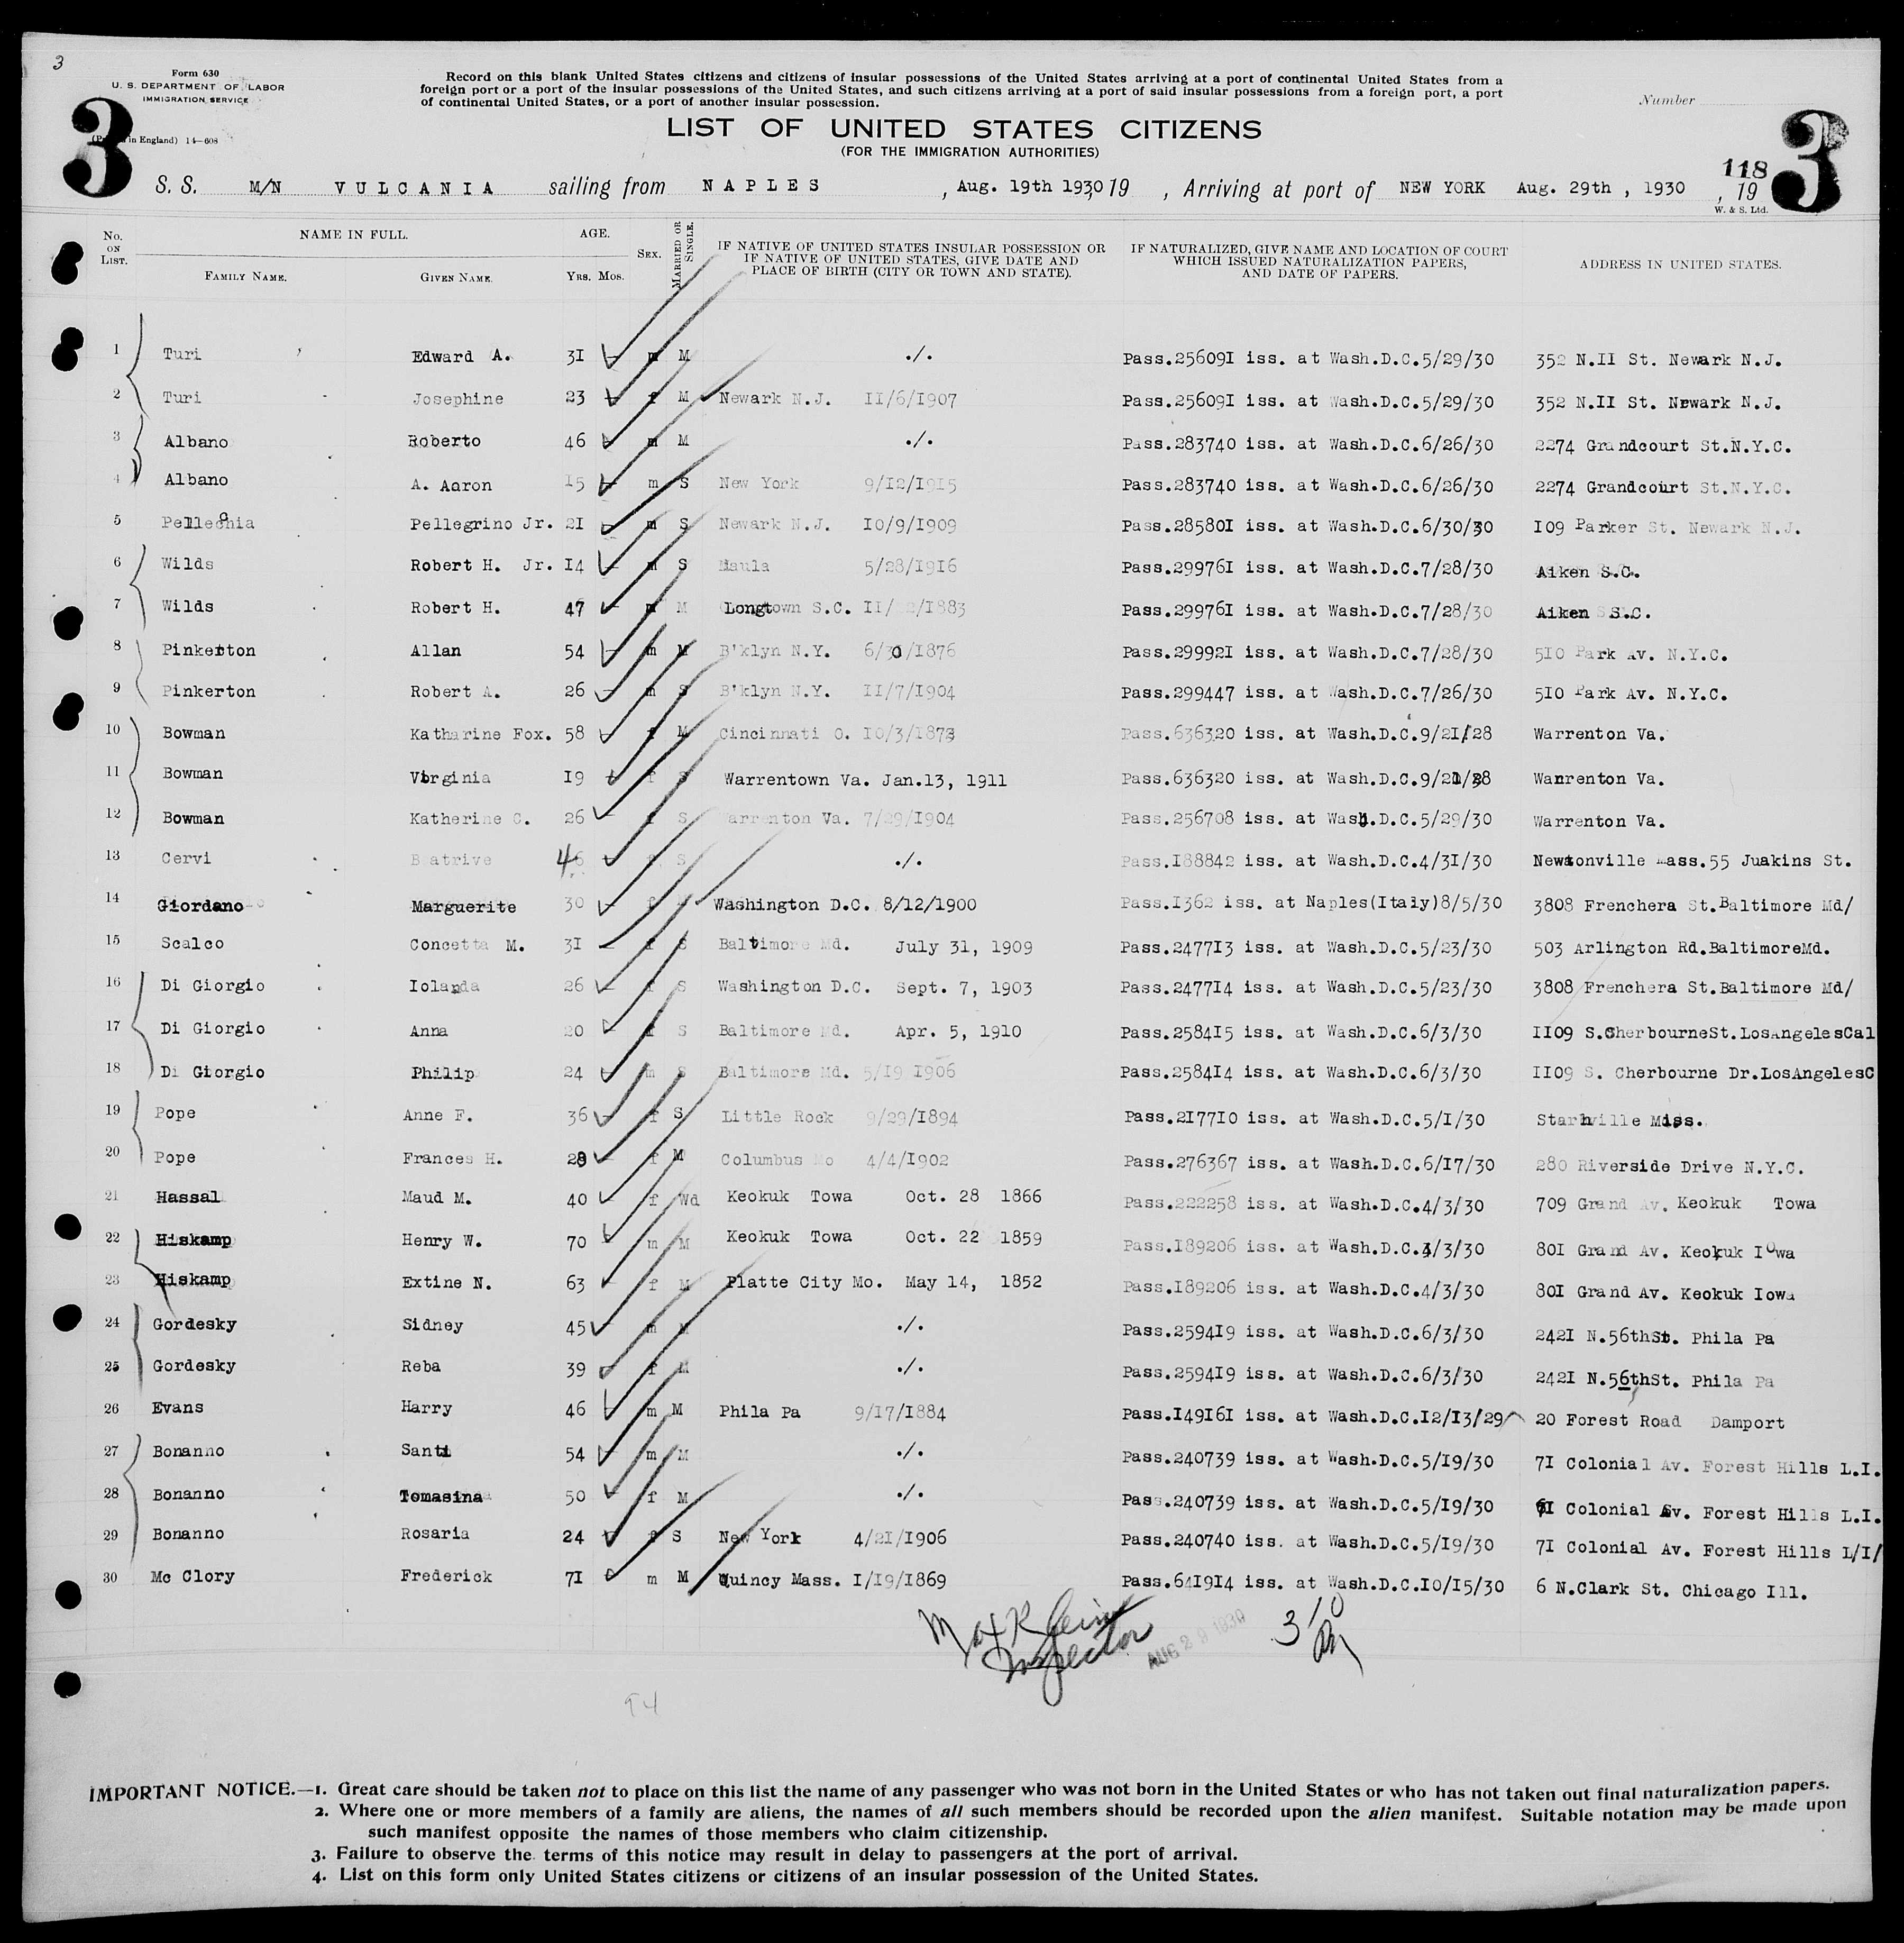 3
Form 630
U. S. DEPARTMENT OF LABOR
IMMIGRATION SERVICE
3
in England) 14—608
Record on this blank United States citizens and citizens of insular possessions of the United States arriving at a port of continental United States from a
foreign port or a port of the insular possessions of the United States, and such citizens arriving at a port of said insular possessions from a foreign port, a port
of continental United States, or a port of another insular possession.
Number
LIST OF UNITED STATES CITIZENS
(FOR THE IMMIGRATION AUTHORITIES)
118
3
S. S. M/N VULCANIA sailing from NAPLES , Aug. 19th 1930 19 , Arriving at port of NEW YORK Aug. 29th , 1930 , 19
W. & S. Ltd.
No. ON LIST. NAME IN FULL. AGE. SEX. MARRIED OR SINGLE. IF NATIVE OF UNITED STATES INSULAR POSSESSION OR IF NATIVE OF UNITED STATES, GIVE DATE AND PLACE OF BIRTH (CITY OR TOWN AND STATE). IF NATURALIZED, GIVE NAME AND LOCATION OF COURT WHICH ISSUED NATURALIZATION PAPERS, AND DATE OF PAPERS. ADDRESS IN UNITED STATES.
FAMILY NAME. GIVEN NAME. YRS. MOS.
1 Turi Edward A. 31 m M ./. Pass.256091 iss. at Wash.D.C.5/29/30 352 N.II St. Newark N.J.
2 Turi Josephine 23 f M Newark N.J. II/6/1907 Pass.256091 iss. at Wash.D.C.5/29/30 352 N.II St. Newark N.J.
3 Albano Roberto 46 m M ./. Pass.283740 iss. at Wash.D.C.6/26/30 2274 Grandcourt St.N.Y.C.
4 Albano A. Aaron 15 m S New York 9/12/1915 Pass.283740 iss. at Wash.D.C.6/26/30 2274 Grandcourt St.N.Y.C.
5 Pellegrino Jr. 21 m S Newark N.J. 10/9/1909 Pass.285801 iss. at Wash.D.C.6/30/30 109 Parker St. Newark N.J.
6 Wilds Robert H. Jr. 14 m S 5/28/1916 Pass.299761 iss. at Wash.D.C.7/28/30 Aiken S.C.
7 Wilds Robert H. 47 m M Longtown S.C. Pass.299761 iss. at Wash.D.C.7/28/30 Aiken S.C.
8 Pinkerton Allan 54 m M B'klyn N.Y. 6/30/1876 Pass.299921 iss. at Wash.D.C.7/28/30 510 Park Av. N.Y.C.
9 Pinkerton Robert A. 26 m S B'klyn N.Y. II/7/1904 Pass.299447 iss. at Wash.D.C.7/26/30 510 Park Av. N.Y.C.
10 Bowman Katharine Fox. 58 f M Cincinnati O. 10/3/1873 Pass.636320 iss. at Wash.D.C.9/21/28 Warrenton Va.
11 Bowman Virginia 19 f S Warrentown Va. Jan.13, 1911 Pass.636320 iss. at Wash.D.C.9/21/28 Warrenton Va.
12 Bowman Katherine C. 26 f S Warrenton Va. 7/29/1904 Pass.256708 iss. at Wash.D.C.5/29/30 Warrenton Va.
13 Cervi 46 f S ./. Pass.188842 iss. at Wash.D.C.4/31/30 Newtonville Mass.55 Juakins St.
14 Giordano Marguerite 30 f Washington D.C. 8/12/1900 Pass.1362 iss. at Naples(Italy)8/5/30 3808 Frenchera St.Baltimore Md/
15 Scalco Concetta M. 31 f S Baltimore Md. July 31, 1909 Pass.247713 iss. at Wash.D.C.5/23/30 503 Arlington Rd.BaltimoreMd.
16 Di Giorgio Iolanda 26 f S Washington D.C. Sept. 7, 1903 Pass.247714 iss. at Wash.D.C.5/23/30 3808 Frenchera St.Baltimore Md/
17 Di Giorgio Anna 20 f S Baltimore Md. Apr. 5, 1910 Pass.258415 iss. at Wash.D.C.6/3/30 1109 S.CherbourneSt.LosAngelesCal
18 Di Giorgio Philip 24 m S Baltimore Md. 5/19 1906 Pass.258414 iss. at Wash.D.C.6/3/30 1109 S. Cherbourne Dr.LosAngelesC
19 Pope Anne F. 36 f S Little Rock 9/29/1894 Pass.217710 iss. at Wash.D.C.5/1/30 Miss.
20 Pope Frances H. 28 f M Columbus Mo 4/4/1902 Pass.276367 iss. at Wash.D.C.6/17/30 280 Riverside Drive N.Y.C.
21 Hassal Maud M. 40 f Wd Keokuk Towa Oct. 28 1866 Pass.222258 iss. at Wash.D.C.4/3/30 709 Grand Av. Keokuk Towa
22 Hiskamp Henry W. 70 m M Keokuk Towa Oct. 22 1859 Pass.189206 iss. at Wash.D.C.4/3/30 801 Grand Av. Keokuk Iowa
23 Hiskamp Extine N. 63 f M Platte City Mo. May 14, 1852 Pass.189206 iss. at Wash.D.C.4/3/30 801 Grand Av. Keokuk Iowa
24 Gordesky Sidney 45 m M ./. Pass.259419 iss. at Wash.D.C.6/3/30 2421 N.56thSt. Phila Pa
25 Gordesky Reba 39 f M ./. Pass.259419 iss. at Wash.D.C.6/3/30 2421 N.56thSt. Phila Pa
26 Evans Harry 46 m M Phila Pa 9/17/1884 Pass.149161 iss. at Wash.D.C.12/13/29 20 Forest Road Damport
27 Bonanno Santi 54 m M ./. Pass.240739 iss. at Wash.D.C.5/19/30 71 Colonial Av. Forest Hills L.I.
28 Bonanno Tomasina 50 f M ./. Pass.240739 iss. at Wash.D.C.5/19/30 71 Colonial Av. Forest Hills L.I.
29 Bonanno Rosaria 24 f S New York 4/21/1906 Pass.240740 iss. at Wash.D.C.5/19/30 71 Colonial Av. Forest Hills L/I/
30 Mc Clory Frederick 71 m M Quincy Mass. 1/19/1869 Pass.641914 iss. at Wash.D.C.10/15/30 6 N.Clark St. Chicago Ill.
Inspector
AUG 29 1930
3 10
94
IMPORTANT NOTICE.—1. Great care should be taken not to place on this list the name of any passenger who was not born in the United States or who has not taken out final naturalization papers.
2. Where one or more members of a family are aliens, the names of all such members should be recorded upon the alien manifest. Suitable notation may be made upon
such manifest opposite the names of those members who claim citizenship.
3. Failure to observe the terms of this notice may result in delay to passengers at the port of arrival.
4. List on this form only United States citizens or citizens of an insular possession of the United States.